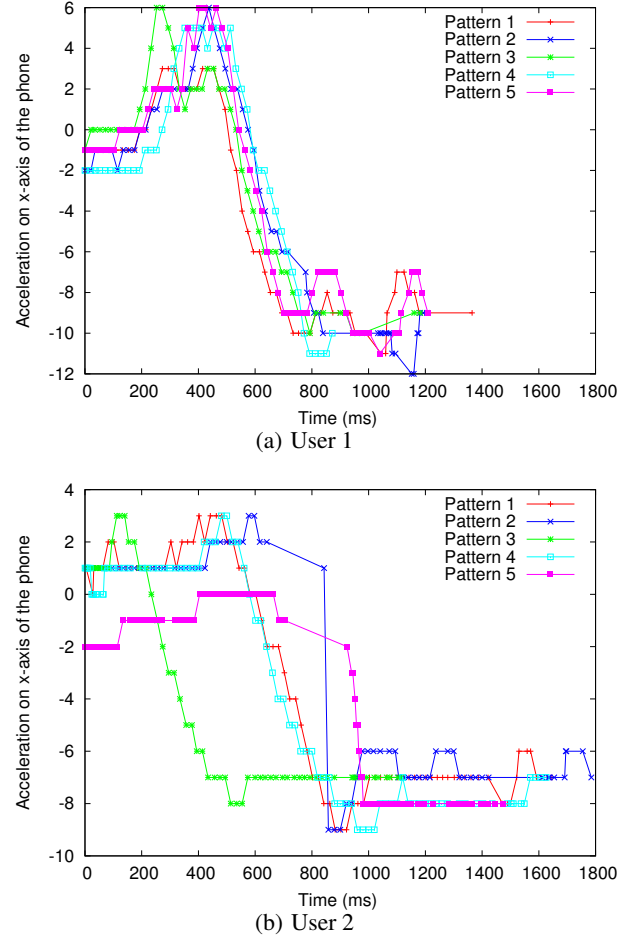 Acceleration on x-axis of the phone
6
4
2
0
-2
-4
-6
-8
-10
-12
Pattern 1
Pattern 2
Pattern 3
Pattern 4
Pattern 5
0 200 400 600 800 1000 1200 1400 1600 1800
Time (ms)
(a) User 1
Acceleration on x-axis of the phone
4
2
0
-2
-4
-6
-8
-10
Pattern 1
Pattern 2
Pattern 3
Pattern 4
Pattern 5
0 200 400 600 800 1000 1200 1400 1600 1800
Time (ms)
(b) User 2